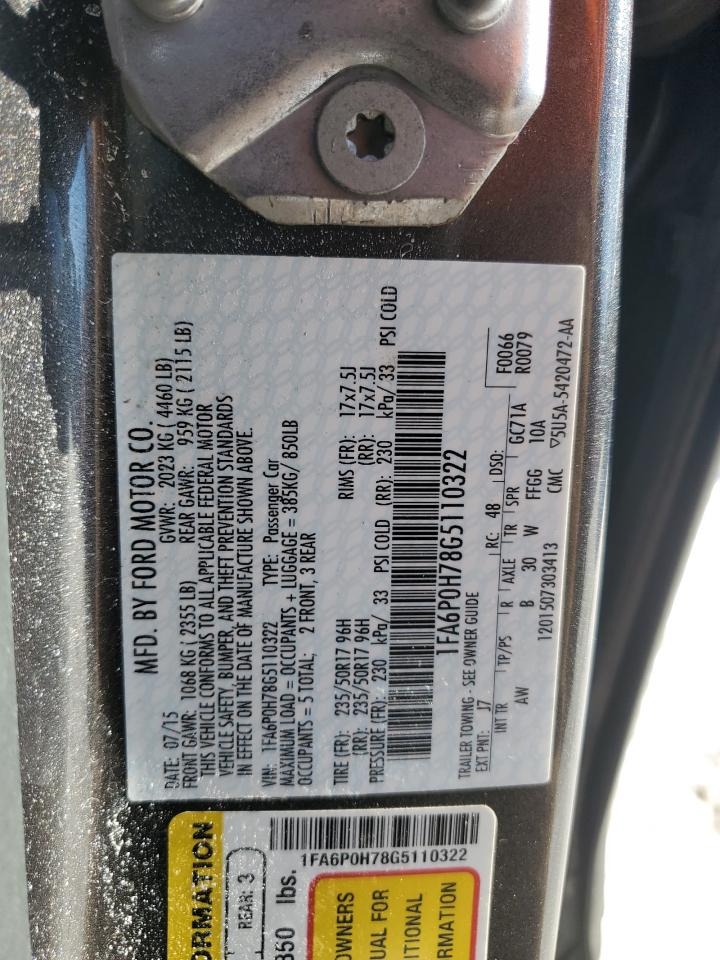 MFD. BY FORD MOTOR CO.
DATE: 07/15 GVWR: 2023 KG ( 4460 LB)
FRONT GAWR: 1068 KG ( 2355 LB) REAR GAWR: 959 KG ( 2115 LB)
THIS VEHICLE CONFORMS TO ALL APPLICABLE FEDERAL MOTOR
VEHICLE SAFETY, BUMPER, AND THEFT PREVENTION STANDARDS
IN EFFECT ON THE DATE OF MANUFACTURE SHOWN ABOVE.
VIN: 1FA6P0H78G5110322 TYPE: Passenger Car
MAXIMUM LOAD = OCCUPANTS + LUGGAGE = 385KG/ 850LB
OCCUPANTS = 5 TOTAL; 2 FRONT, 3 REAR
TIRE (FR): 235/50R17 96H RIMS (FR): 17x7.5J
(RR): 235/50R17 96H (RR): 17x7.5J
PRESSURE (FR): 230 kPa/ 33 PSI COLD (RR): 230 kPa/ 33 PSI COLD
1FA6P0H78G5110322
TRAILER TOWING - SEE OWNER GUIDE F0066
EXT PNT: J7 RC: 48 DSO: R0079
INT TR TP/PS R AXLE TR SPR GC71A
AW B 30 W FFGG 10A
1201507303413 CMC ▽5U5A-5420472-AA
ORMATION
REAR: 3
350 lbs.
1FA6P0H78G5110322
OWNERS
UAL FOR
ITIONAL
RMATION